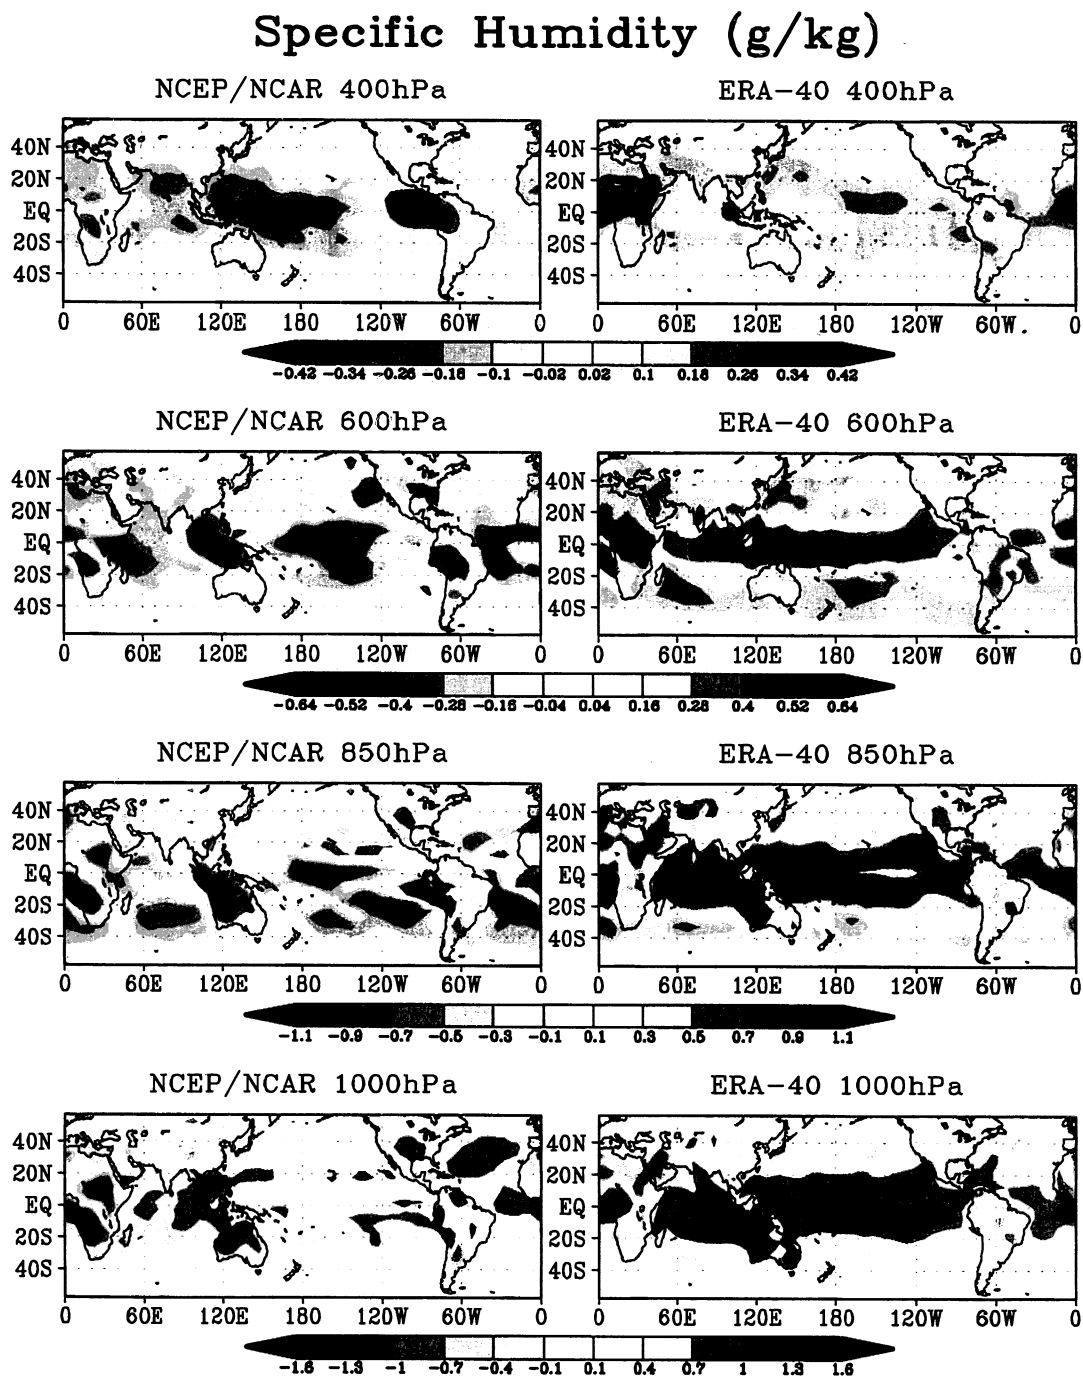 Specific Humidity (g/kg)
NCEP/NCAR 400hPa
ERA-40 400hPa
40N
20N
EQ
20S
40S
0 60E 120E 180 120W 60W 0
40N
20N
EQ
20S
40S
0 60E 120E 180 120W 60W. 0
-0.42 -0.34 -0.26 -0.18 -0.1 -0.02 0.02 0.1 0.18 0.26 0.34 0.42
NCEP/NCAR 600hPa
ERA-40 600hPa
40N
20N
EQ
20S
40S
0 60E 120E 180 120W 60W 0
40N
20N
EQ
20S
40S
0 60E 120E 180 120W 60W 0
-0.64 -0.52 -0.4 -0.28 -0.16 -0.04 0.04 0.16 0.28 0.4 0.52 0.64
NCEP/NCAR 850hPa
ERA-40 850hPa
40N
20N
EQ
20S
40S
0 60E 120E 180 120W 60W 0
40N
20N
EQ
20S
40S
0 60E 120E 180 120W 60W 0
-1.1 -0.9 -0.7 -0.5 -0.3 -0.1 0.1 0.3 0.5 0.7 0.9 1.1
NCEP/NCAR 1000hPa
ERA-40 1000hPa
40N
20N
EQ
20S
40S
0 60E 120E 180 120W 60W 0
40N
20N
EQ
20S
40S
0 60E 120E 180 120W 60W 0
-1.6 -1.3 -1 -0.7 -0.4 -0.1 0.1 0.4 0.7 1 1.3 1.6